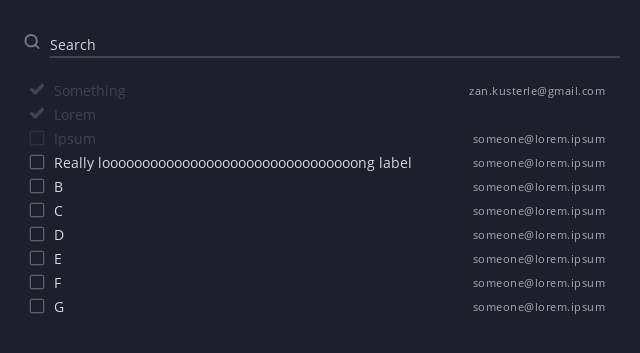 Search
Something zan.kusterle@gmail.com
Lorem
Ipsum someone@lorem.ipsum
Really looooooooooooooooooooooooooooooooong label someone@lorem.ipsum
B someone@lorem.ipsum
C someone@lorem.ipsum
D someone@lorem.ipsum
E someone@lorem.ipsum
F someone@lorem.ipsum
G someone@lorem.ipsum